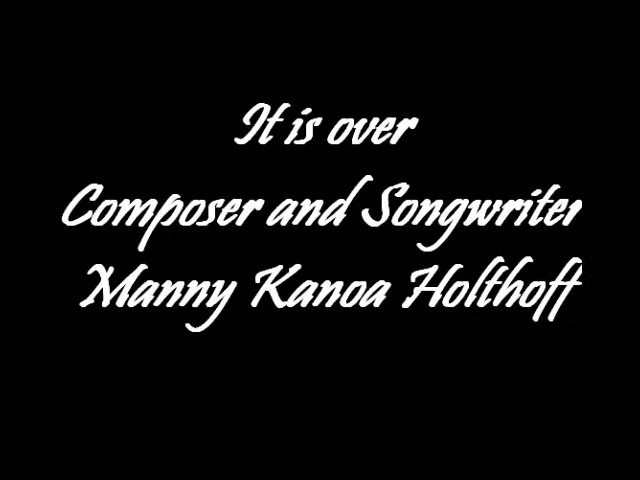 It is over
Composer and Songwriter
Manny Kanoa Holthoff